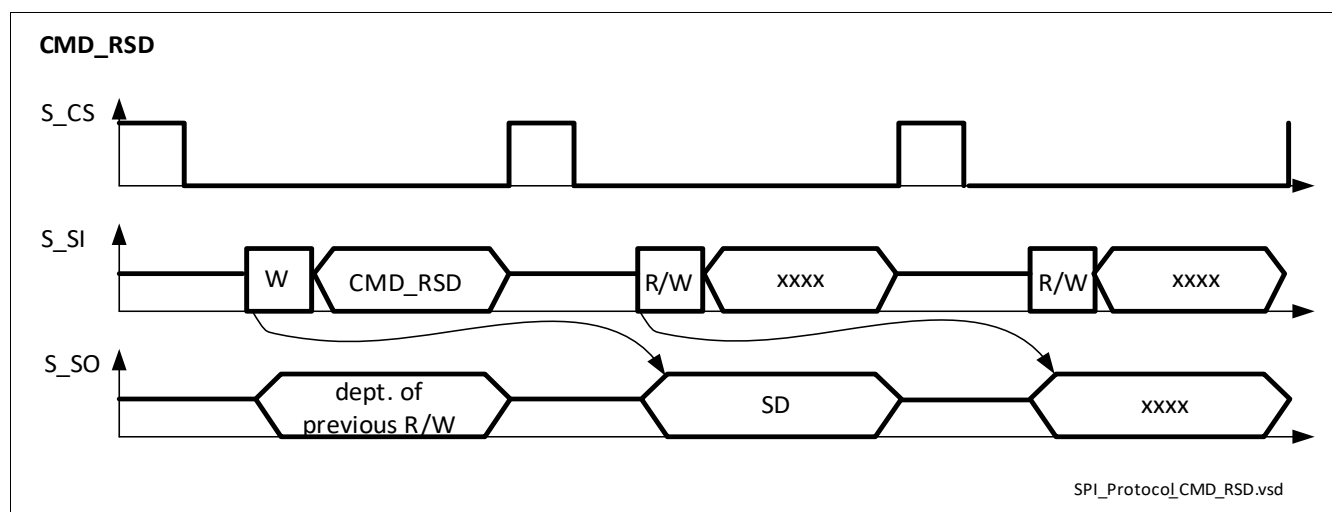 CMD_RSD
S_CS
S_SI
W
CMD_RSD
R/W
xxxx
R/W
xxxx
S_SO
dept. of
previous R/W
SD
xxxx
SPI_Protocol_CMD_RSD.vsd